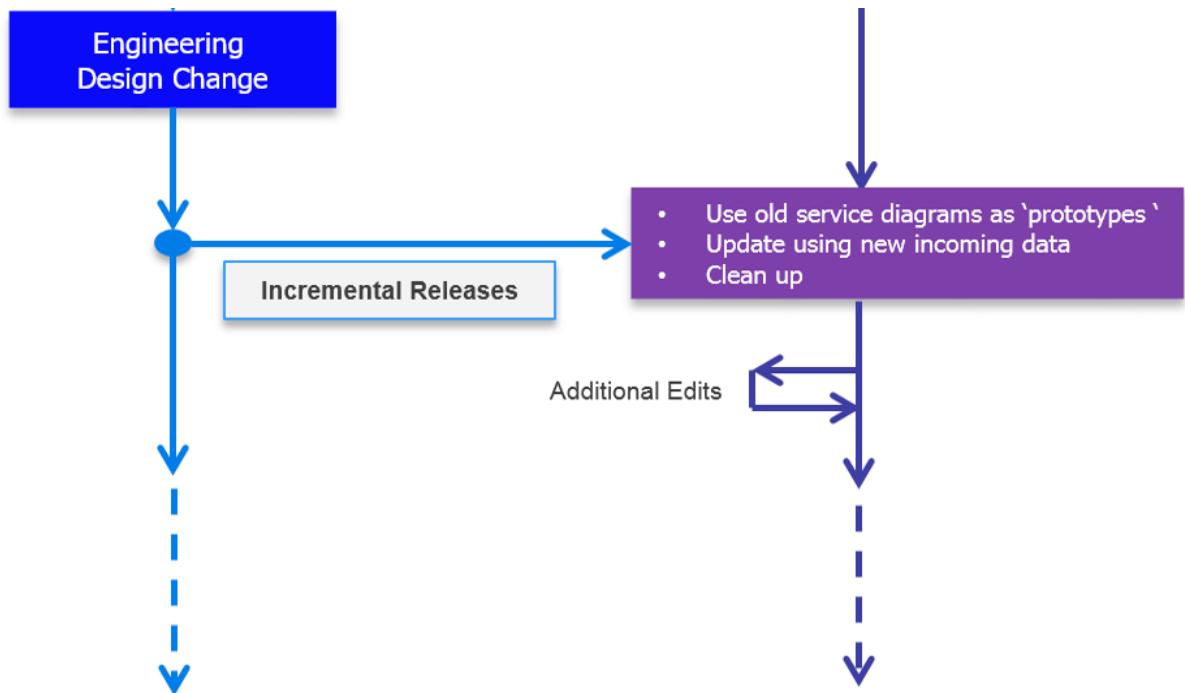 Engineering
Design Change
• Use old service diagrams as `prototypes `
• Update using new incoming data
• Clean up
Incremental Releases
Additional Edits